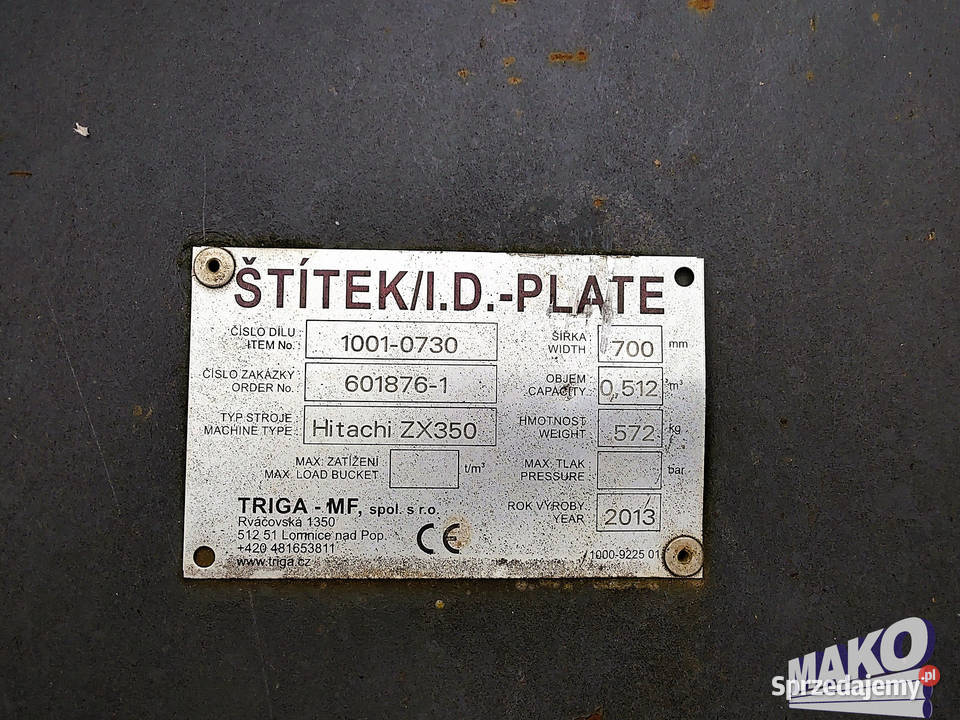 ŠTÍTEK/I.D.-PLATE
ČÍSLO DÍLU :
ITEM No.: 1001-0730
ČÍSLO ZAKÁZKY :
ORDER No. 601876-1
TYP STROJE :
MACHINE TYPE : Hitachi ZX350
MAX. ZATÍŽENÍ
MAX. LOAD BUCKET t/m³
ŠÍŘKA
WIDTH 700 mm
OBJEM
CAPACITY 0,512 m³
HMOTNOST
WEIGHT 572 kg
MAX. TLAK
PRESSURE bar
ROK VÝROBY
YEAR 2013
TRIGA - MF, spol. s r.o.
Rváčovská 1350
512 51 Lomnice nad Pop.
+420 481653811
www.triga.cz
CE
1000-9225 01
MAKO
Sprzedajemy.pl